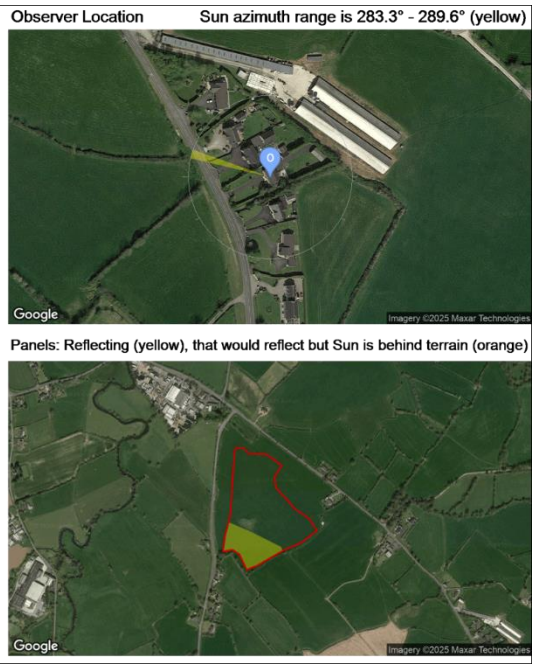 Observer Location Sun azimuth range is 283.3° - 289.6° (yellow)
0
Google Imagery ©2025 Maxar Technologies
Panels: Reflecting (yellow), that would reflect but Sun is behind terrain (orange)
Google Imagery ©2025 Maxar Technologies